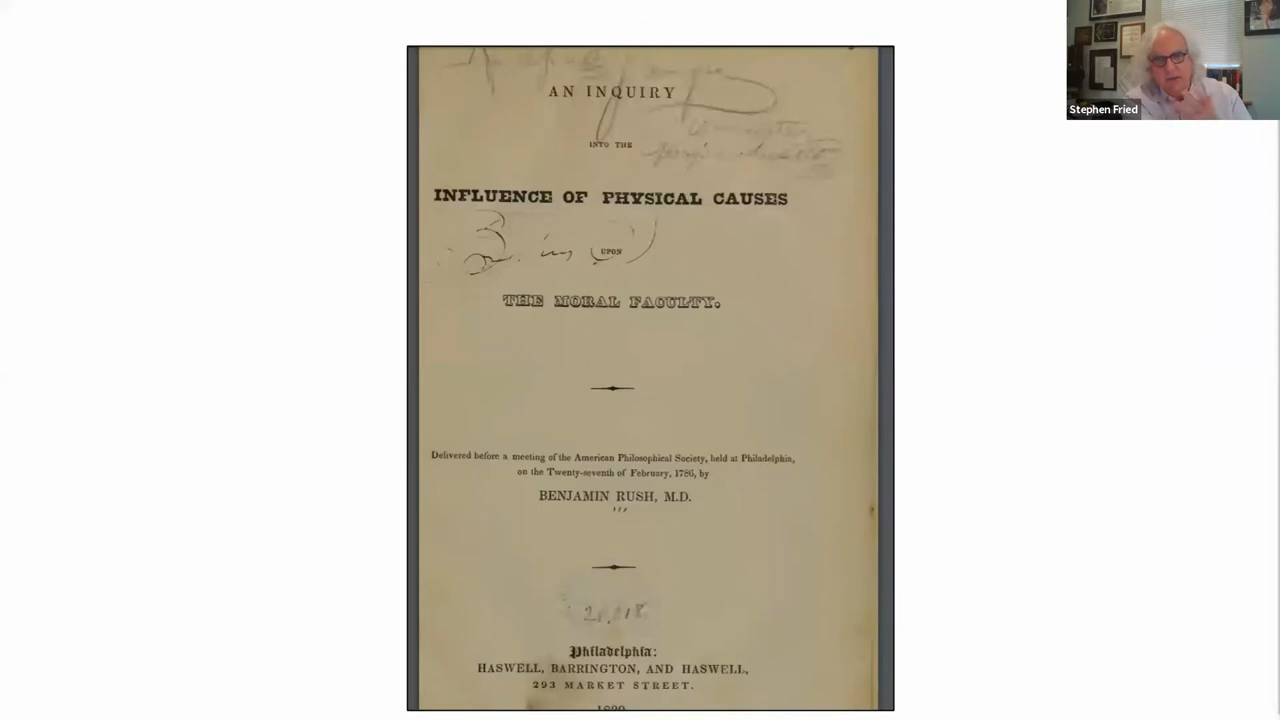 AN INQUIRY
INTO THE
INFLUENCE OF PHYSICAL CAUSES
UPON
THE MORAL FACULTY.
Delivered before a meeting of the American Philosophical Society, held at Philadelphia,
on the Twenty-seventh of February, 1786, by
BENJAMIN RUSH, M.D.
Philadelphia:
HASWELL, BARRINGTON, AND HASWELL,
293 MARKET STREET.
Stephen Fried